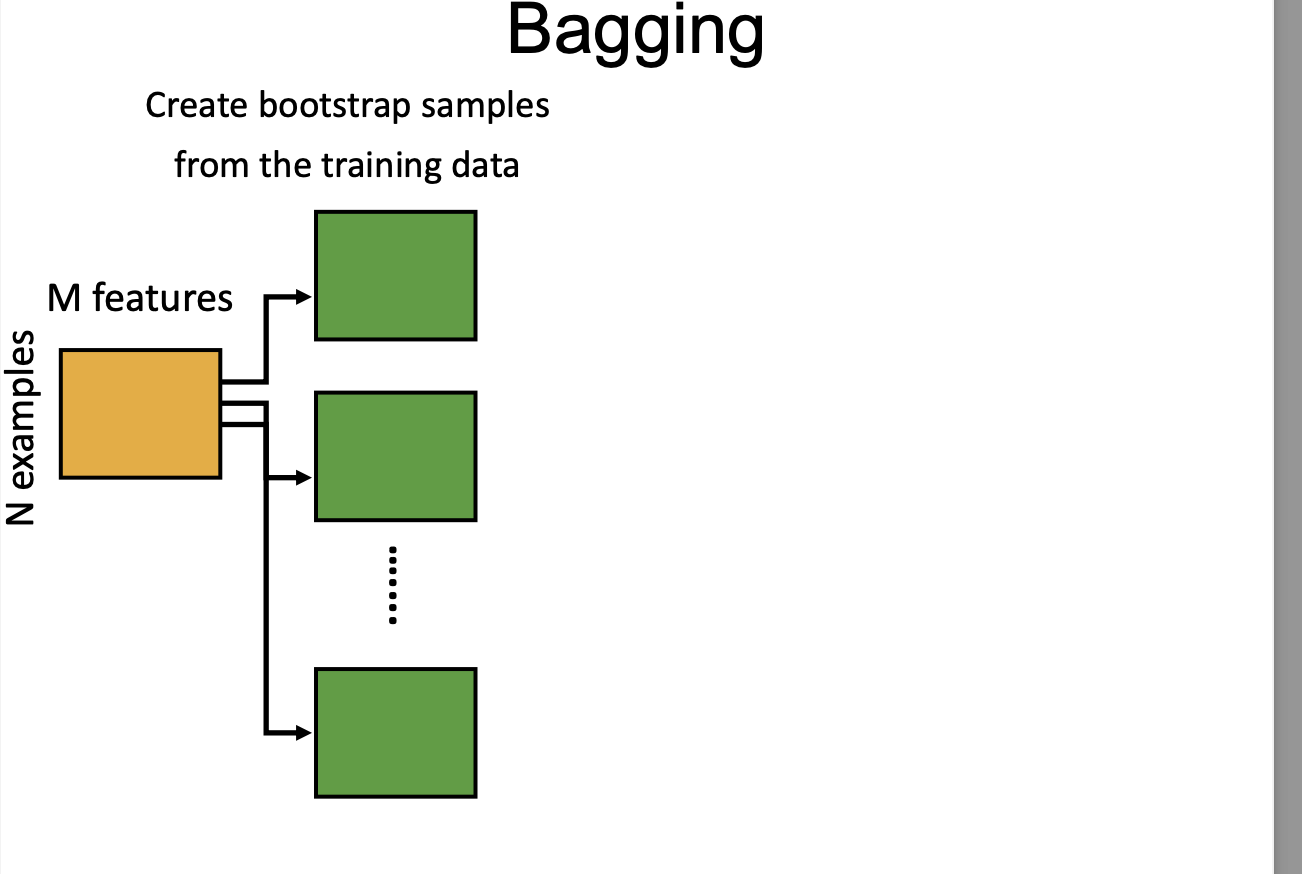 Bagging
Create bootstrap samples
from the training data
M features
N examples